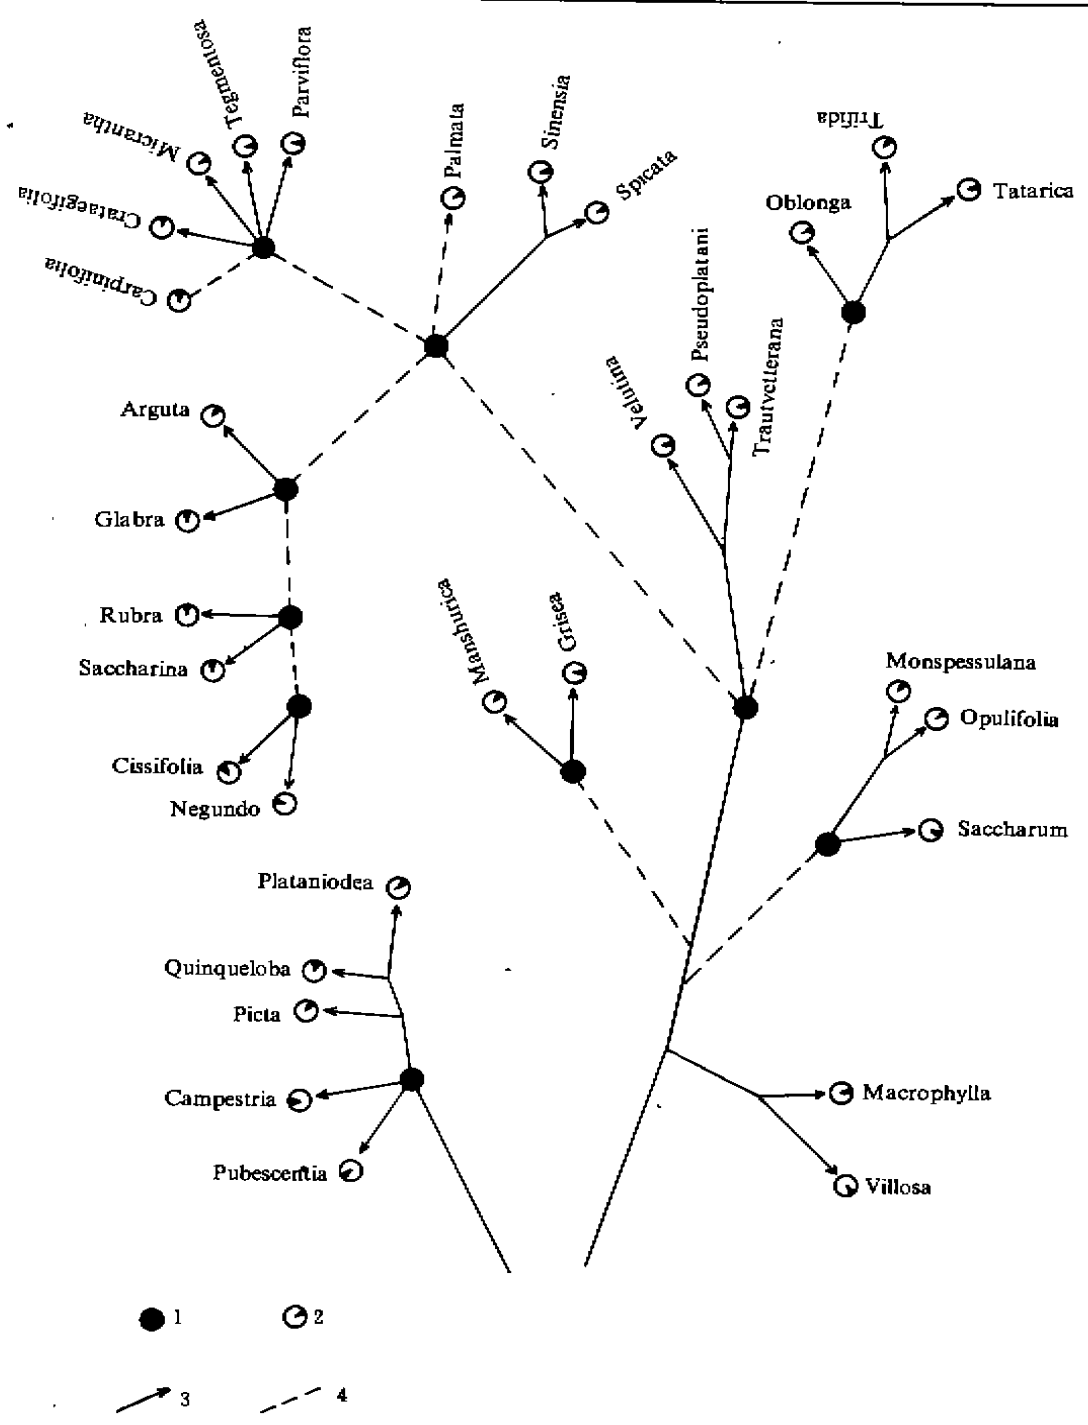 Tegmentosa
Parviflora
Micrantha
Crataegifolia
Carpinifolia
Palmata
Sinensia
Spicata
Trifida
Oblonga
Tatarica
Pseudoplatani
Trautvetterana
Velutina
Arguta
Glabra
Rubra
Saccharina
Cissifolia
Negundo
Manshurica
Grisea
Monspessulana
Opulifolia
Saccharum
Plataniodea
Quinqueloba
Picta
Campestria
Pubescentia
Macrophylla
Villosa
1 2
3 4